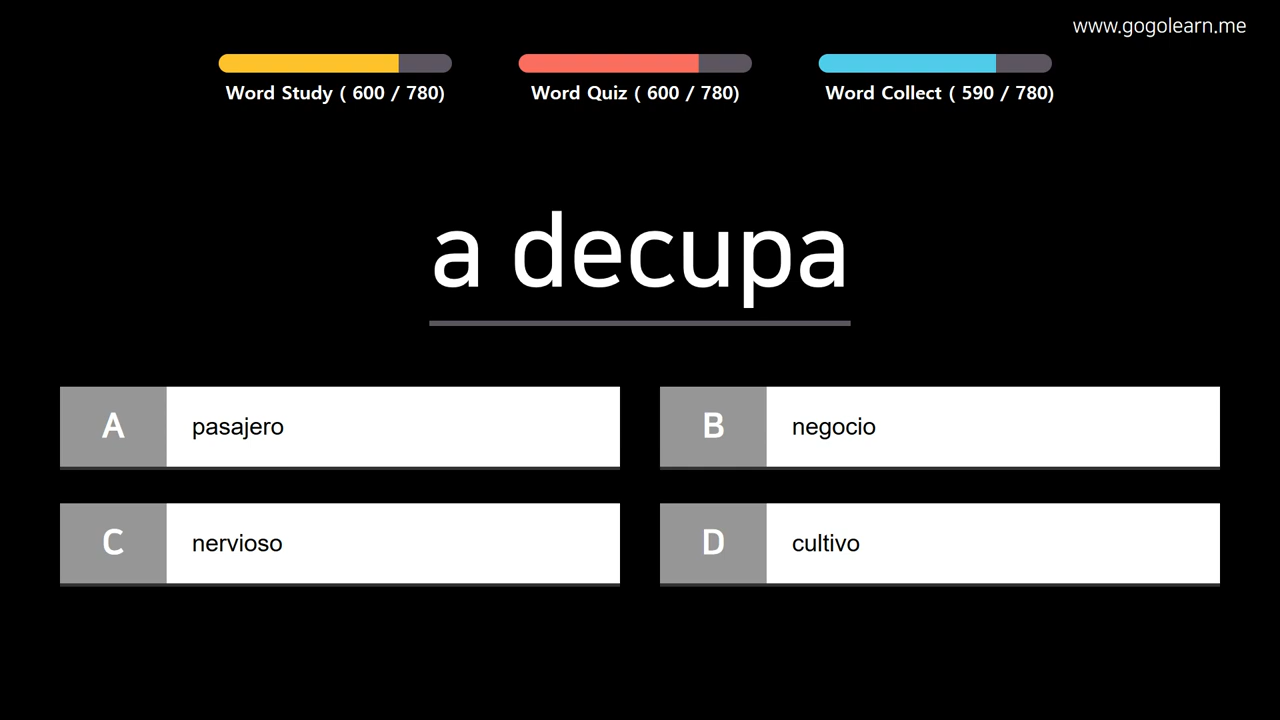 www.gogolearn.me
Word Study ( 600 / 780)
Word Quiz ( 600 / 780)
Word Collect ( 590 / 780)
a decupa
A pasajero
B negocio
C nervioso
D cultivo